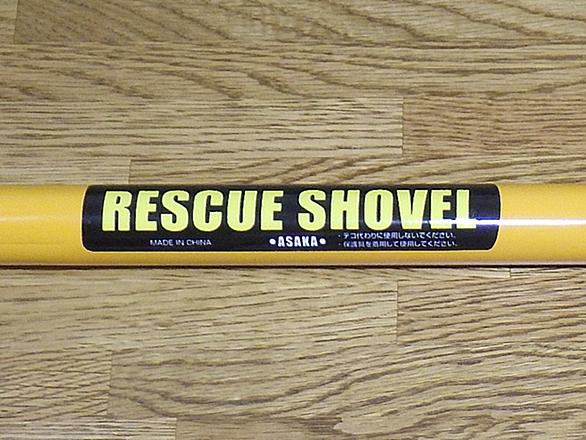 RESCUE SHOVEL
MADE IN CHINA
•ASAKA•
・テコ代わりに使用しないでください。
・保護具を着用して使用してください。